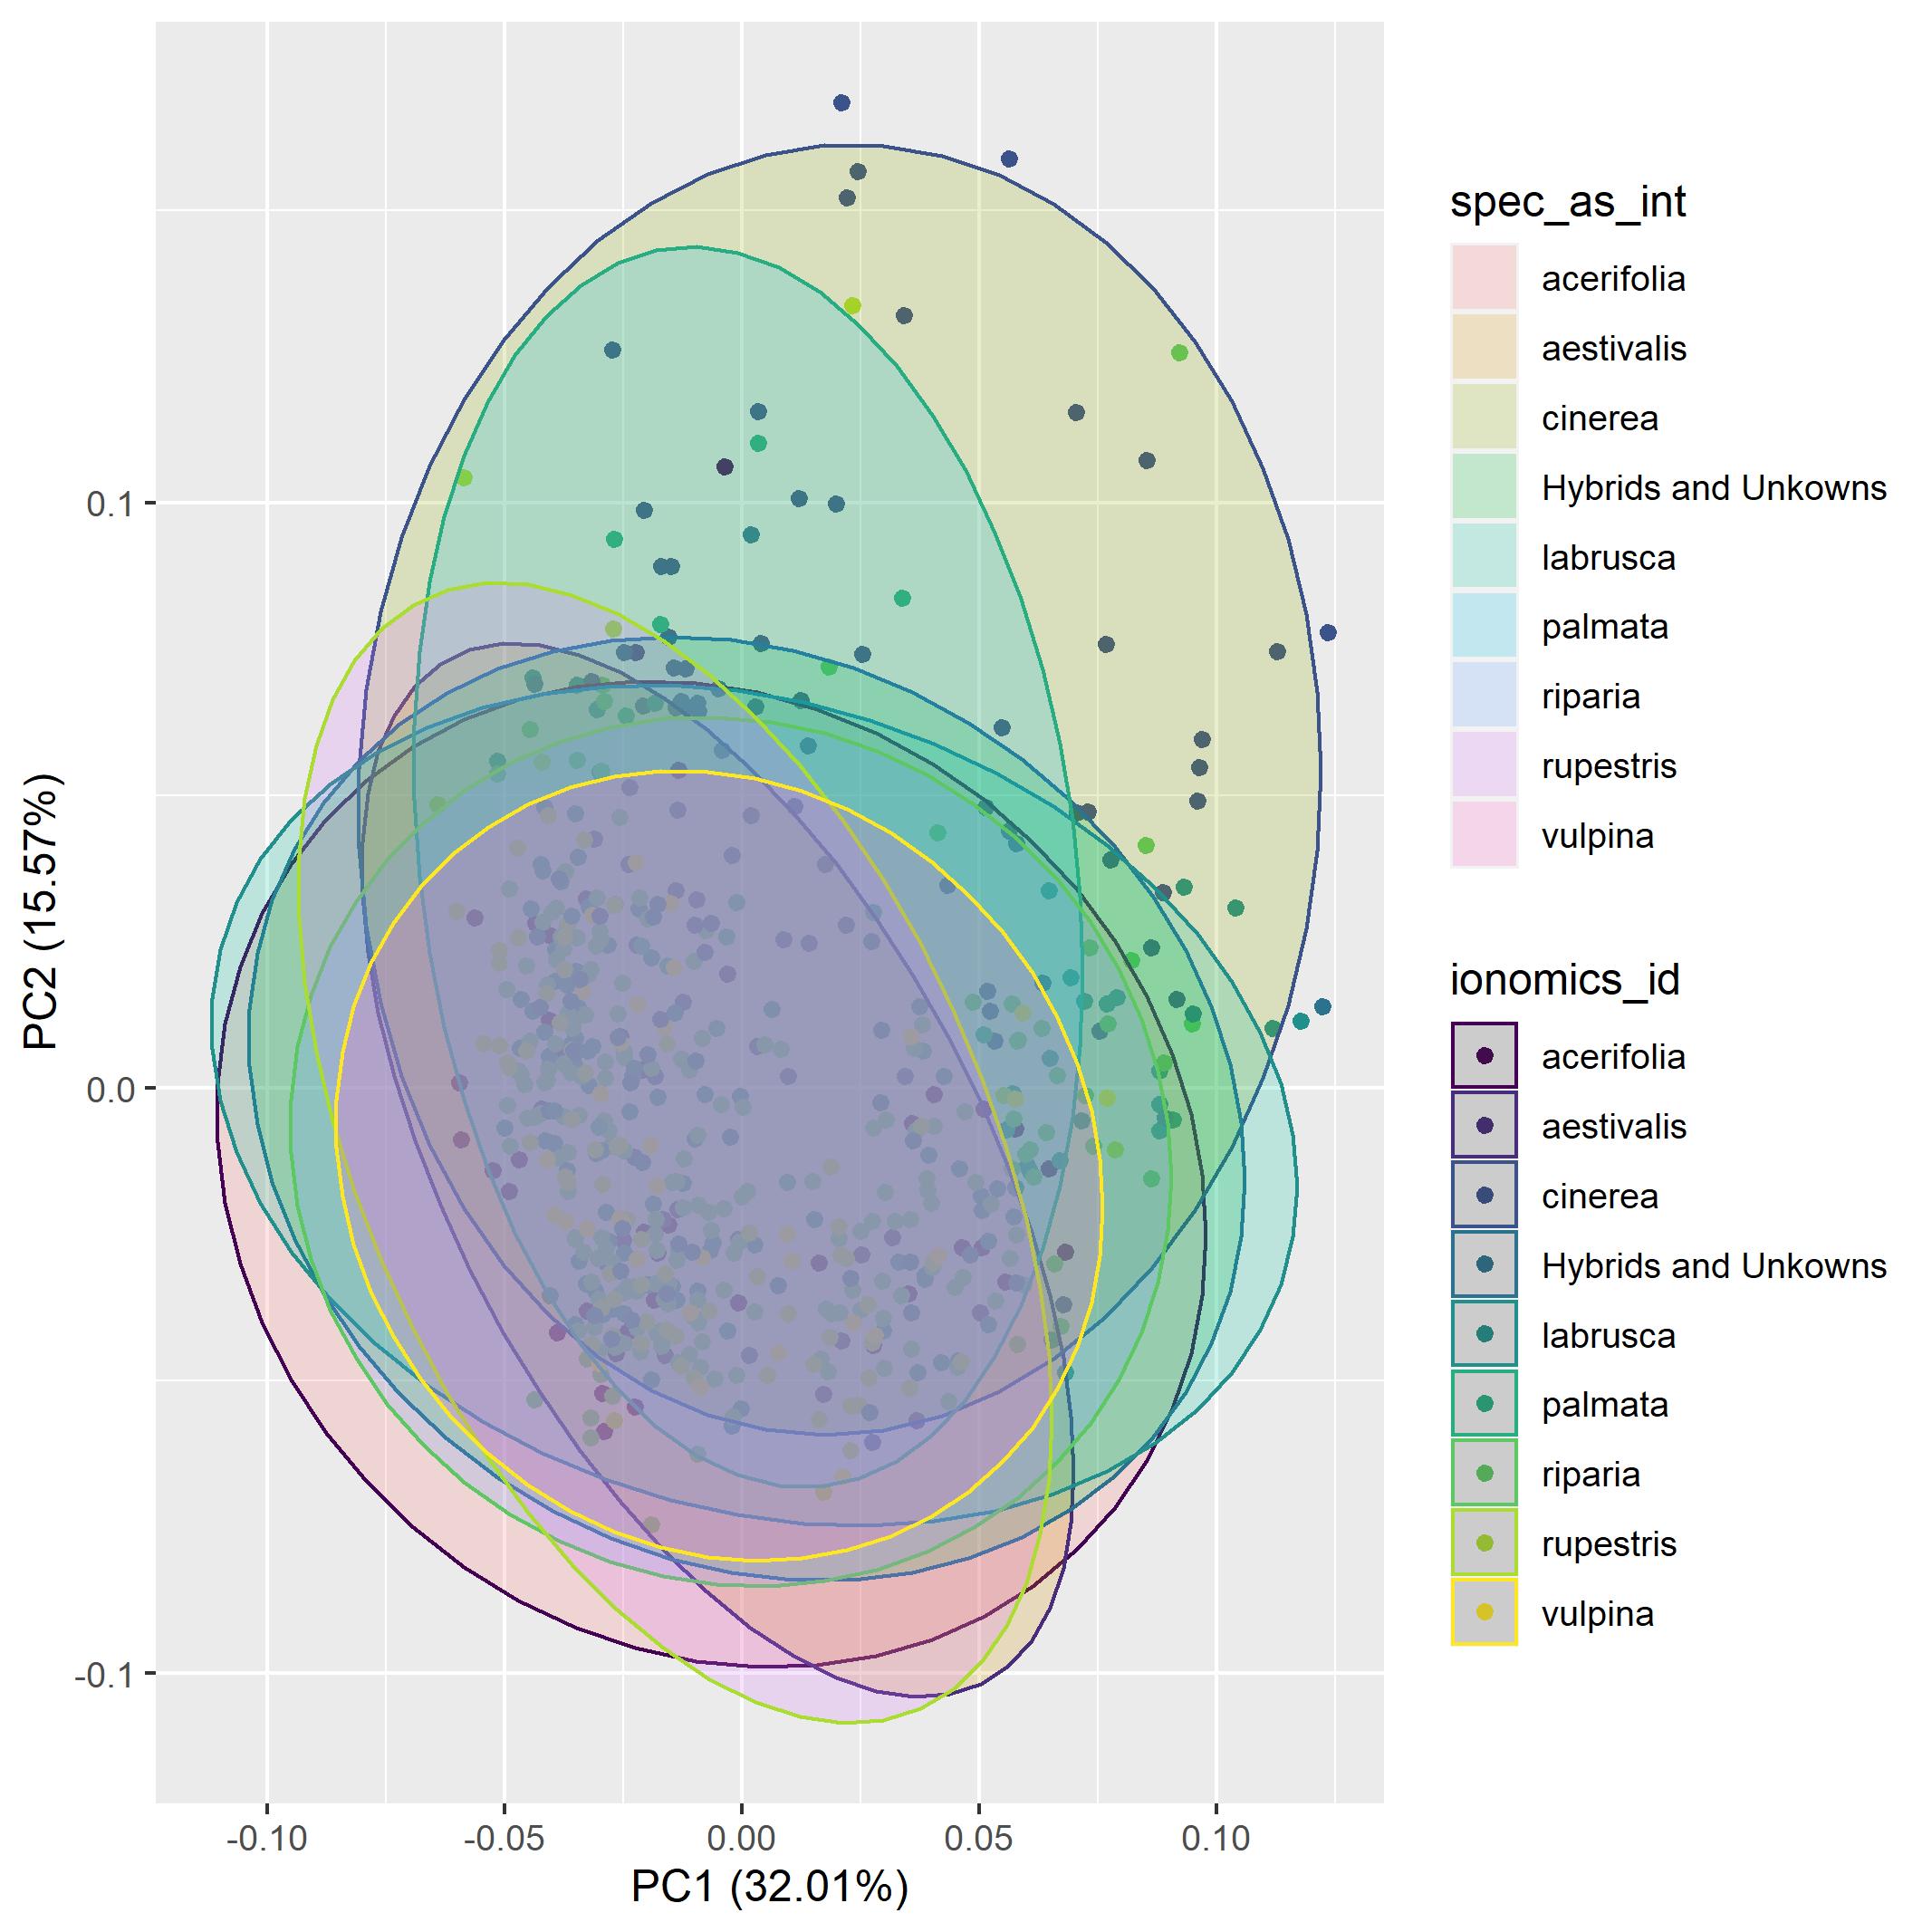 spec_as_int
acerifolia
aestivalis
cinerea
Hybrids and Unkowns
labrusca
palmata
riparia
rupestris
vulpina
ionomics_id
acerifolia
aestivalis
cinerea
Hybrids and Unkowns
labrusca
palmata
riparia
rupestris
vulpina
PC2 (15.57%)
0.1
0.0
-0.1
-0.10 -0.05 0.00 0.05 0.10
PC1 (32.01%)